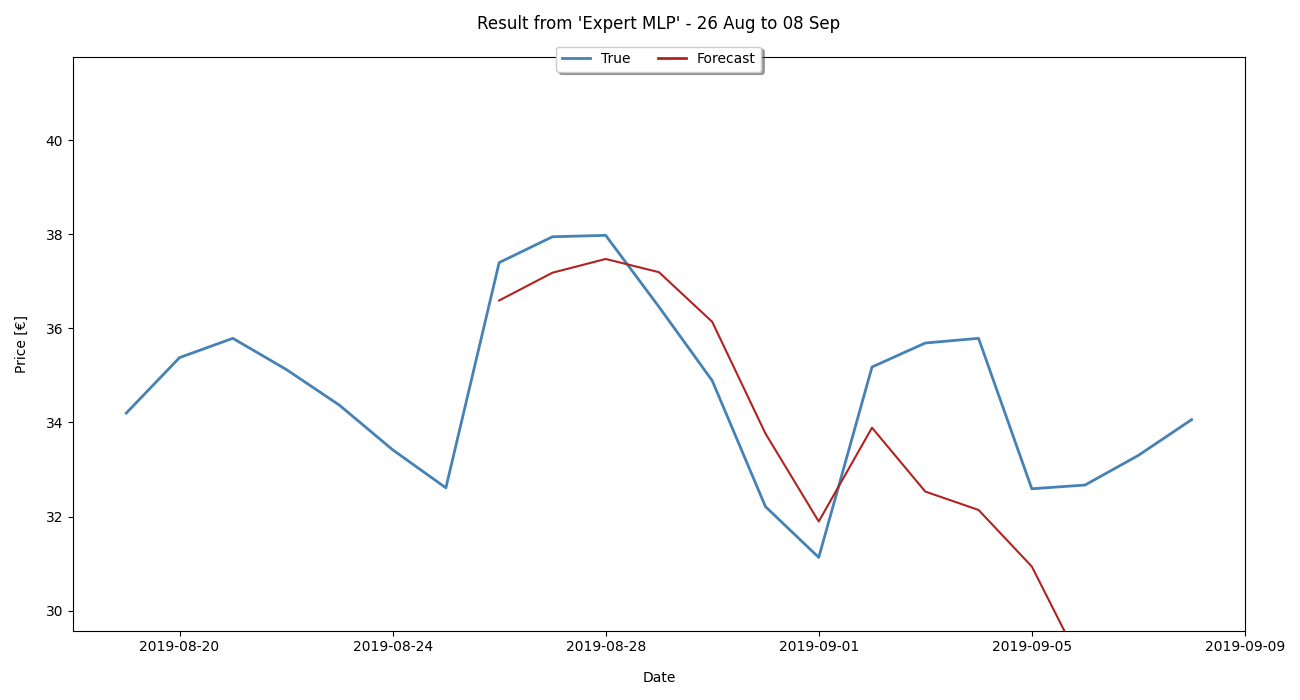 Result from 'Expert MLP' - 26 Aug to 08 Sep
True Forecast
40
38
36
34
32
30
Price [€]
2019-08-20 2019-08-24 2019-08-28 2019-09-01 2019-09-05 2019-09-09
Date